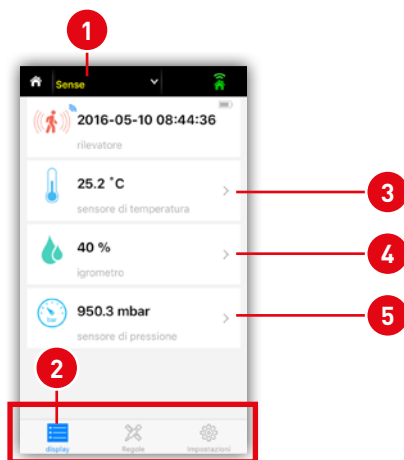 1
Sense
2016-05-10 08:44:36
rilevatore
25.2 °C
sensore di temperatura
3
40 %
igrometro
4
bar
950.3 mbar
sensore di pressione
5
2
display Regole Impostazioni